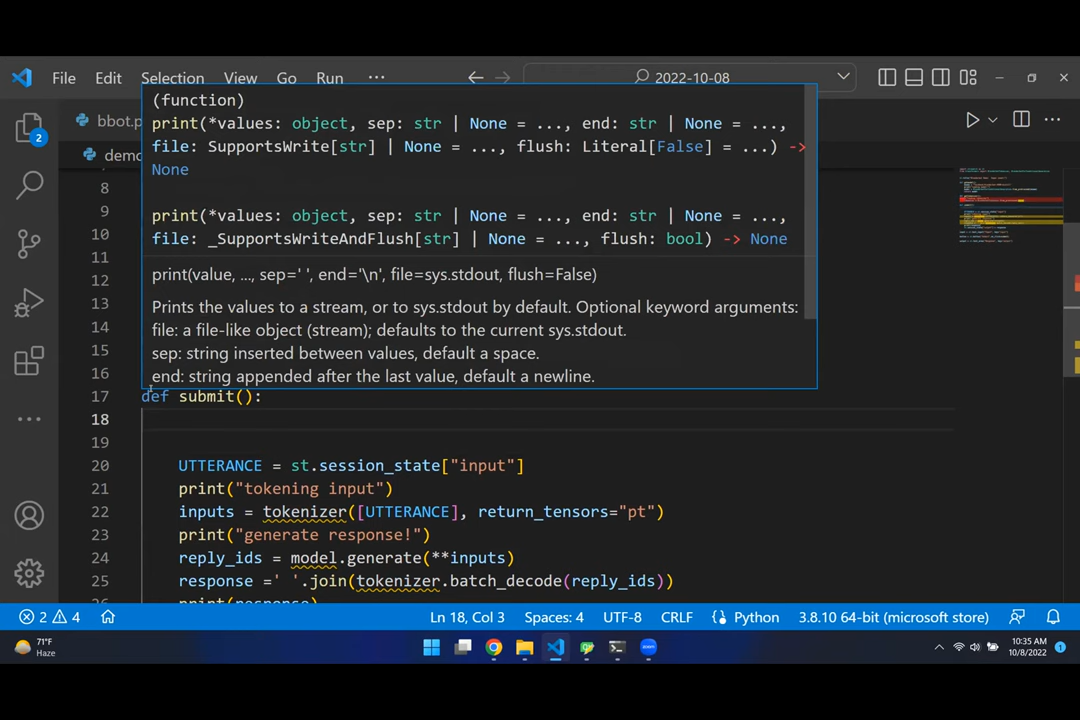 File Edit Selection View Go Run ··· 2022-10-08
bbot.p
demo
2
(function)
print(*values: object, sep: str | None = ..., end: str | None = ...,
file: SupportsWrite[str] | None = ..., flush: Literal[False] = ...) ->
None
print(*values: object, sep: str | None = ..., end: str | None = ...,
file: _SupportsWriteAndFlush[str] | None = ..., flush: bool) -> None
print(value, ..., sep=' ', end='\n', file=sys.stdout, flush=False)
Prints the values to a stream, or to sys.stdout by default. Optional keyword arguments:
file: a file-like object (stream); defaults to the current sys.stdout.
sep: string inserted between values, default a space.
end: string appended after the last value, default a newline.
8
9
10
11
12
13
14
15
16
17 def submit():
18
19
20 UTTERANCE = st.session_state["input"]
21 print("tokening input")
22 inputs = tokenizer([UTTERANCE], return_tensors="pt")
23 print("generate response!")
24 reply_ids = model.generate(**inputs)
25 response =' '.join(tokenizer.batch_decode(reply_ids))
26 print(response)
2 4 Ln 18, Col 3 Spaces: 4 UTF-8 CRLF Python 3.8.10 64-bit (microsoft store)
71°F
Haze
zoom
10:35 AM
10/8/2022
1